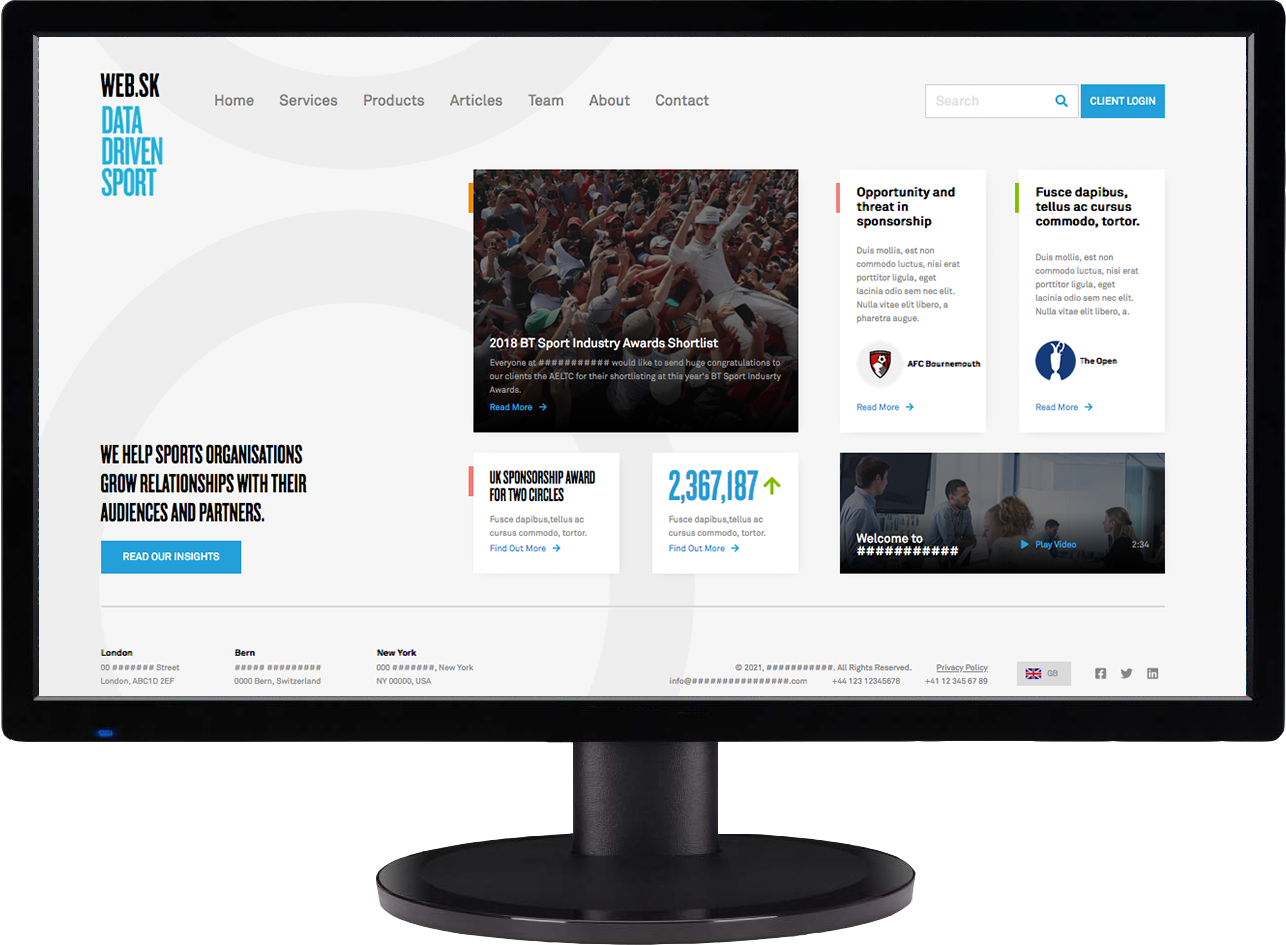 WEB.SK
DATA
DRIVEN
SPORT
Home Services Products Articles Team About Contact
Search
CLIENT LOGIN
WE HELP SPORTS ORGANISATIONS
GROW RELATIONSHIPS WITH THEIR
AUDIENCES AND PARTNERS.
READ OUR INSIGHTS
2018 BT Sport Industry Awards Shortlist
Everyone at ########### would like to send huge congratulations to
our clients the AELTC for their shortlisting at this year's BT Sport Indusrty
Awards.
Read More
Opportunity and
threat in
sponsorship
Duis mollis, est non
commodo luctus, nisi erat
porttitor ligula, eget
lacinia odio sem nec elit.
Nulla vitae elit libero, a
pharetra augue.
AFC Bournemouth
Read More
Fusce dapibus,
tellus ac cursus
commodo, tortor.
Duis mollis, est non
commodo luctus, nisi erat
porttitor ligula, eget
lacinia odio sem nec elit.
Nulla vitae elit libero, a.
The Open
Read More
UK SPONSORSHIP AWARD
FOR TWO CIRCLES
Fusce dapibus,tellus ac
cursus commodo, tortor.
Find Out More
2,367,187
Fusce dapibus,tellus ac
cursus commodo, tortor.
Find Out More
Welcome to
###########
Play Video
2:34
London
00 ####### Street
London, ABC1D 2EF
Bern
##### #########
0000 Bern, Switzerland
New York
000 #######, New York
NY 00000, USA
© 2021, ###########. All Rights Reserved. Privacy Policy
info@################.com +44 123 12345678 +41 12 345 67 89
GB